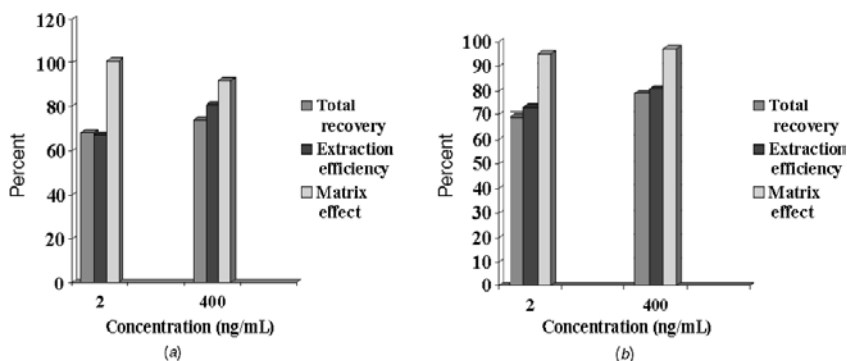 120
100
80
60
40
20
0
Percent
2
400
Concentration (ng/mL)
Total
recovery
Extraction
efficiency
Matrix
effect
(a)
100
90
80
70
60
50
40
30
20
10
0
Percent
2
400
Concentration (ng/mL)
Total
recovery
Extraction
efficiency
Matrix
effect
(b)